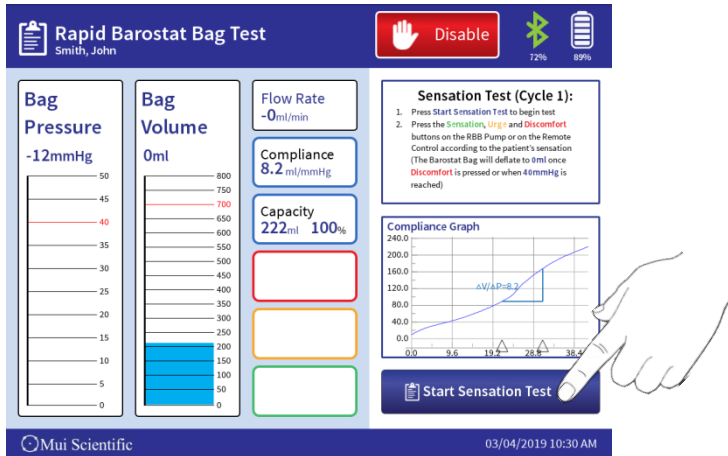 Rapid Barostat Bag Test
Smith, John
Disable
72%
89%
Bag
Pressure
-12mmHg
50
45
40
35
30
25
20
15
10
5
0
Bag
Volume
0ml
800
750
700
650
600
550
500
450
400
350
300
250
200
150
100
50
0
Flow Rate
-0ml/min
Compliance
8.2 ml/mmHg
Capacity
222ml 100%
Sensation Test (Cycle 1):
1. Press Start Sensation Test to begin test
2. Press the Sensation, Urge and Discomfort
buttons on the RBB Pump or on the Remote
Control according to the patient's sensation
(The Barostat Bag will deflate to 0ml once
Discomfort is pressed or when 40mmHg is
reached)
Compliance Graph
240.0
200.0
160.0
120.0
80.0
40.0
0.0
△V/△P=8.2
0.0 9.6 19.2 28.8 38.4
Start Sensation Test
Mui Scientific
03/04/2019 10:30 AM